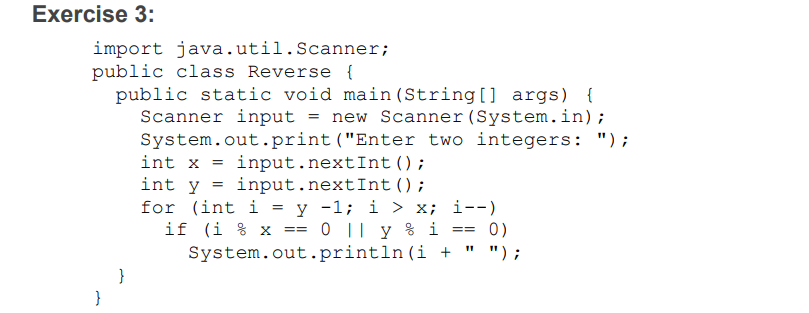 Exercise 3:
import java.util.Scanner;
public class Reverse {
public static void main(String[] args) {
Scanner input = new Scanner(System.in);
System.out.print("Enter two integers: ");
int x = input.nextInt();
int y = input.nextInt();
for (int i = y -1; i > x; i--)
if (i % x == 0 || y % i == 0)
System.out.println(i + " ");
}
}